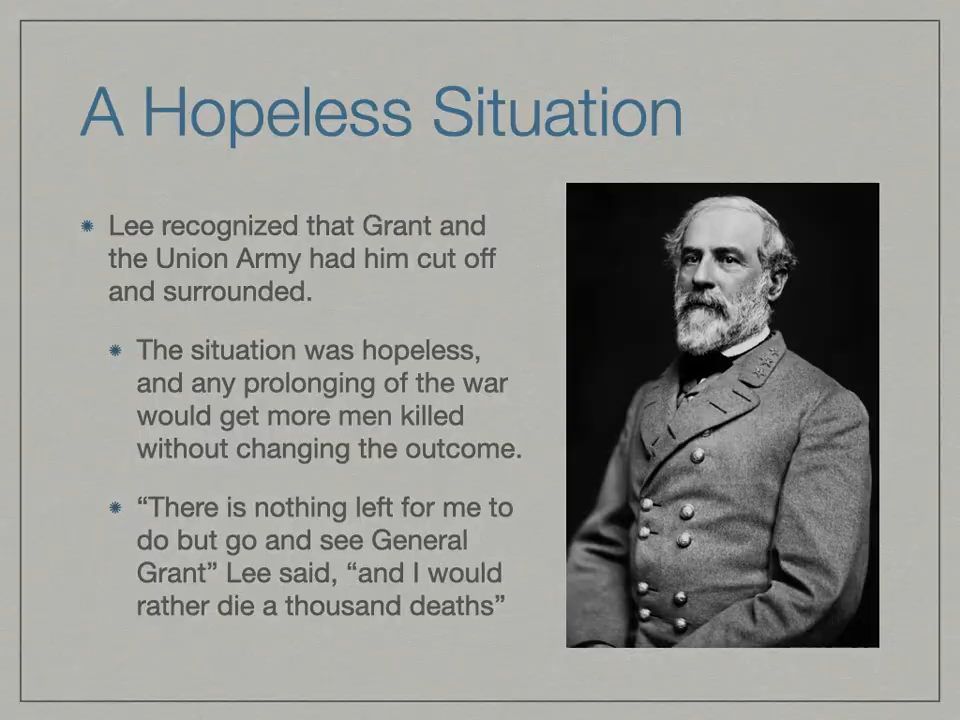 A Hopeless Situation
Lee recognized that Grant and
the Union Army had him cut off
and surrounded.
The situation was hopeless,
and any prolonging of the war
would get more men killed
without changing the outcome.
“There is nothing left for me to
do but go and see General
Grant” Lee said, “and I would
rather die a thousand deaths”